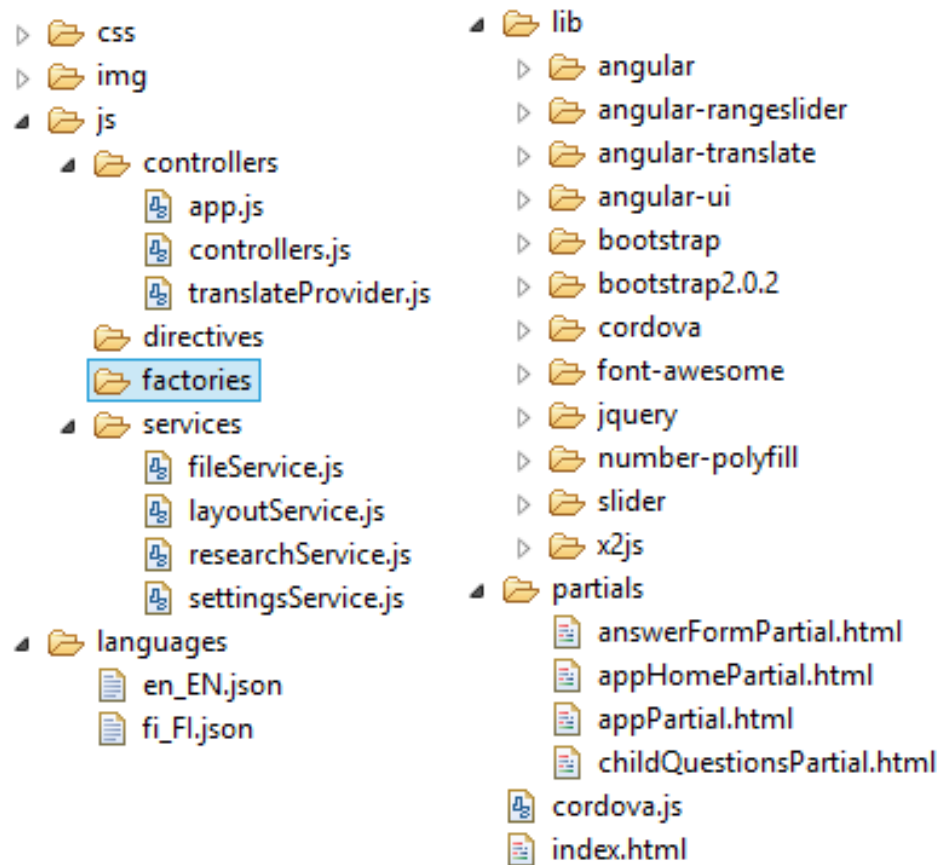 css
img
js
controllers
app.js
controllers.js
translateProvider.js
directives
factories
services
fileService.js
layoutService.js
researchService.js
settingsService.js
languages
en_EN.json
fi_FI.json
lib
angular
angular-rangeslider
angular-translate
angular-ui
bootstrap
bootstrap2.0.2
cordova
font-awesome
jquery
number-polyfill
slider
x2js
partials
answerFormPartial.html
appHomePartial.html
appPartial.html
childQuestionsPartial.html
cordova.js
index.html